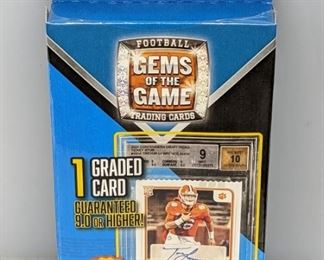 FOOTBALL
GEMS
OF THE
GAME
TRADING CARDS
1 GRADED
CARD
GUARANTEED
9.0 OR HIGHER!
9
10